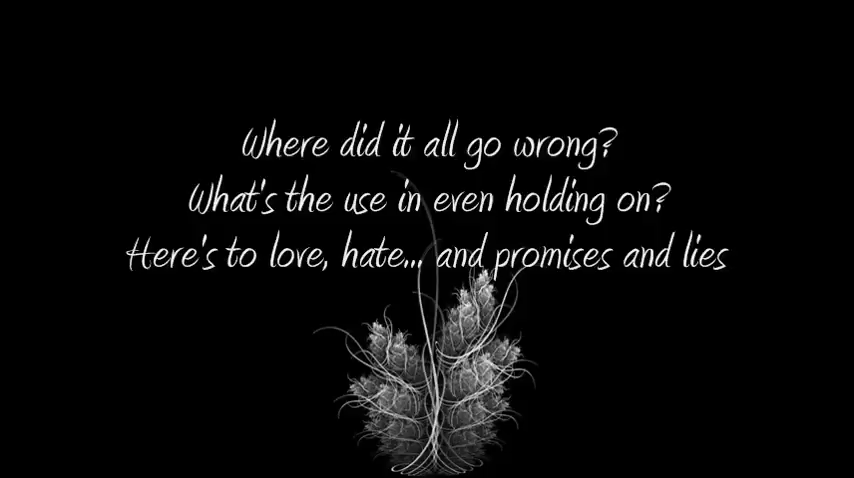 Where did it all go wrong?
What's the use in even holding on?
Here's to love, hate... and promises and lies